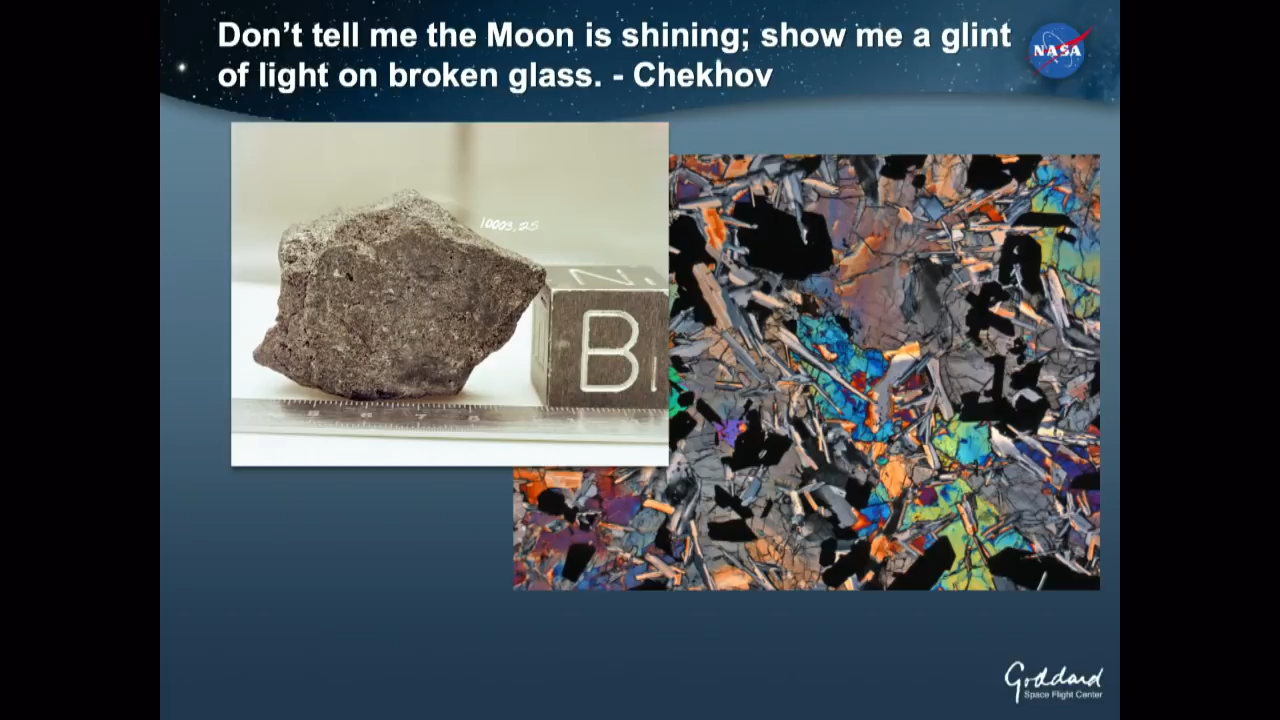 Don’t tell me the Moon is shining; show me a glint
of light on broken glass. - Chekhov
NASA
10003,25
N
B
Goddard
Space Flight Center